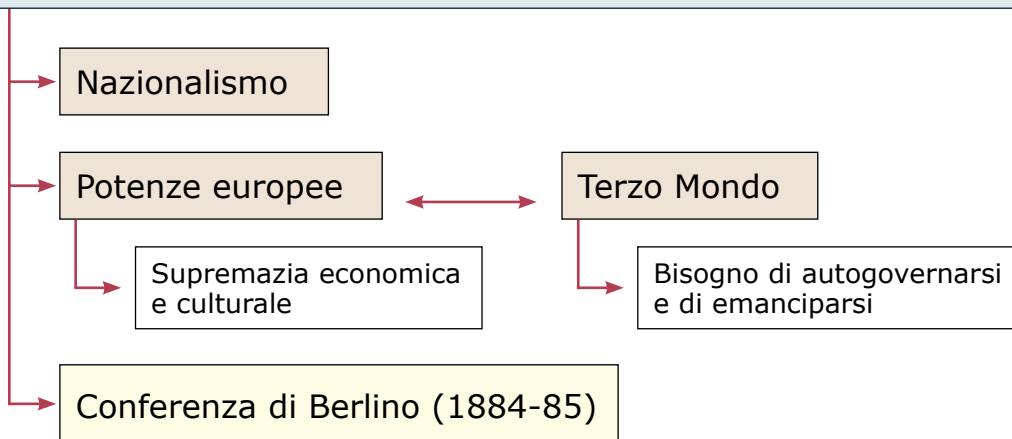 Nazionalismo
Potenze europee
Terzo Mondo
Supremazia economica
e culturale
Bisogno di autogovernarsi
e di emanciparsi
Conferenza di Berlino (1884-85)